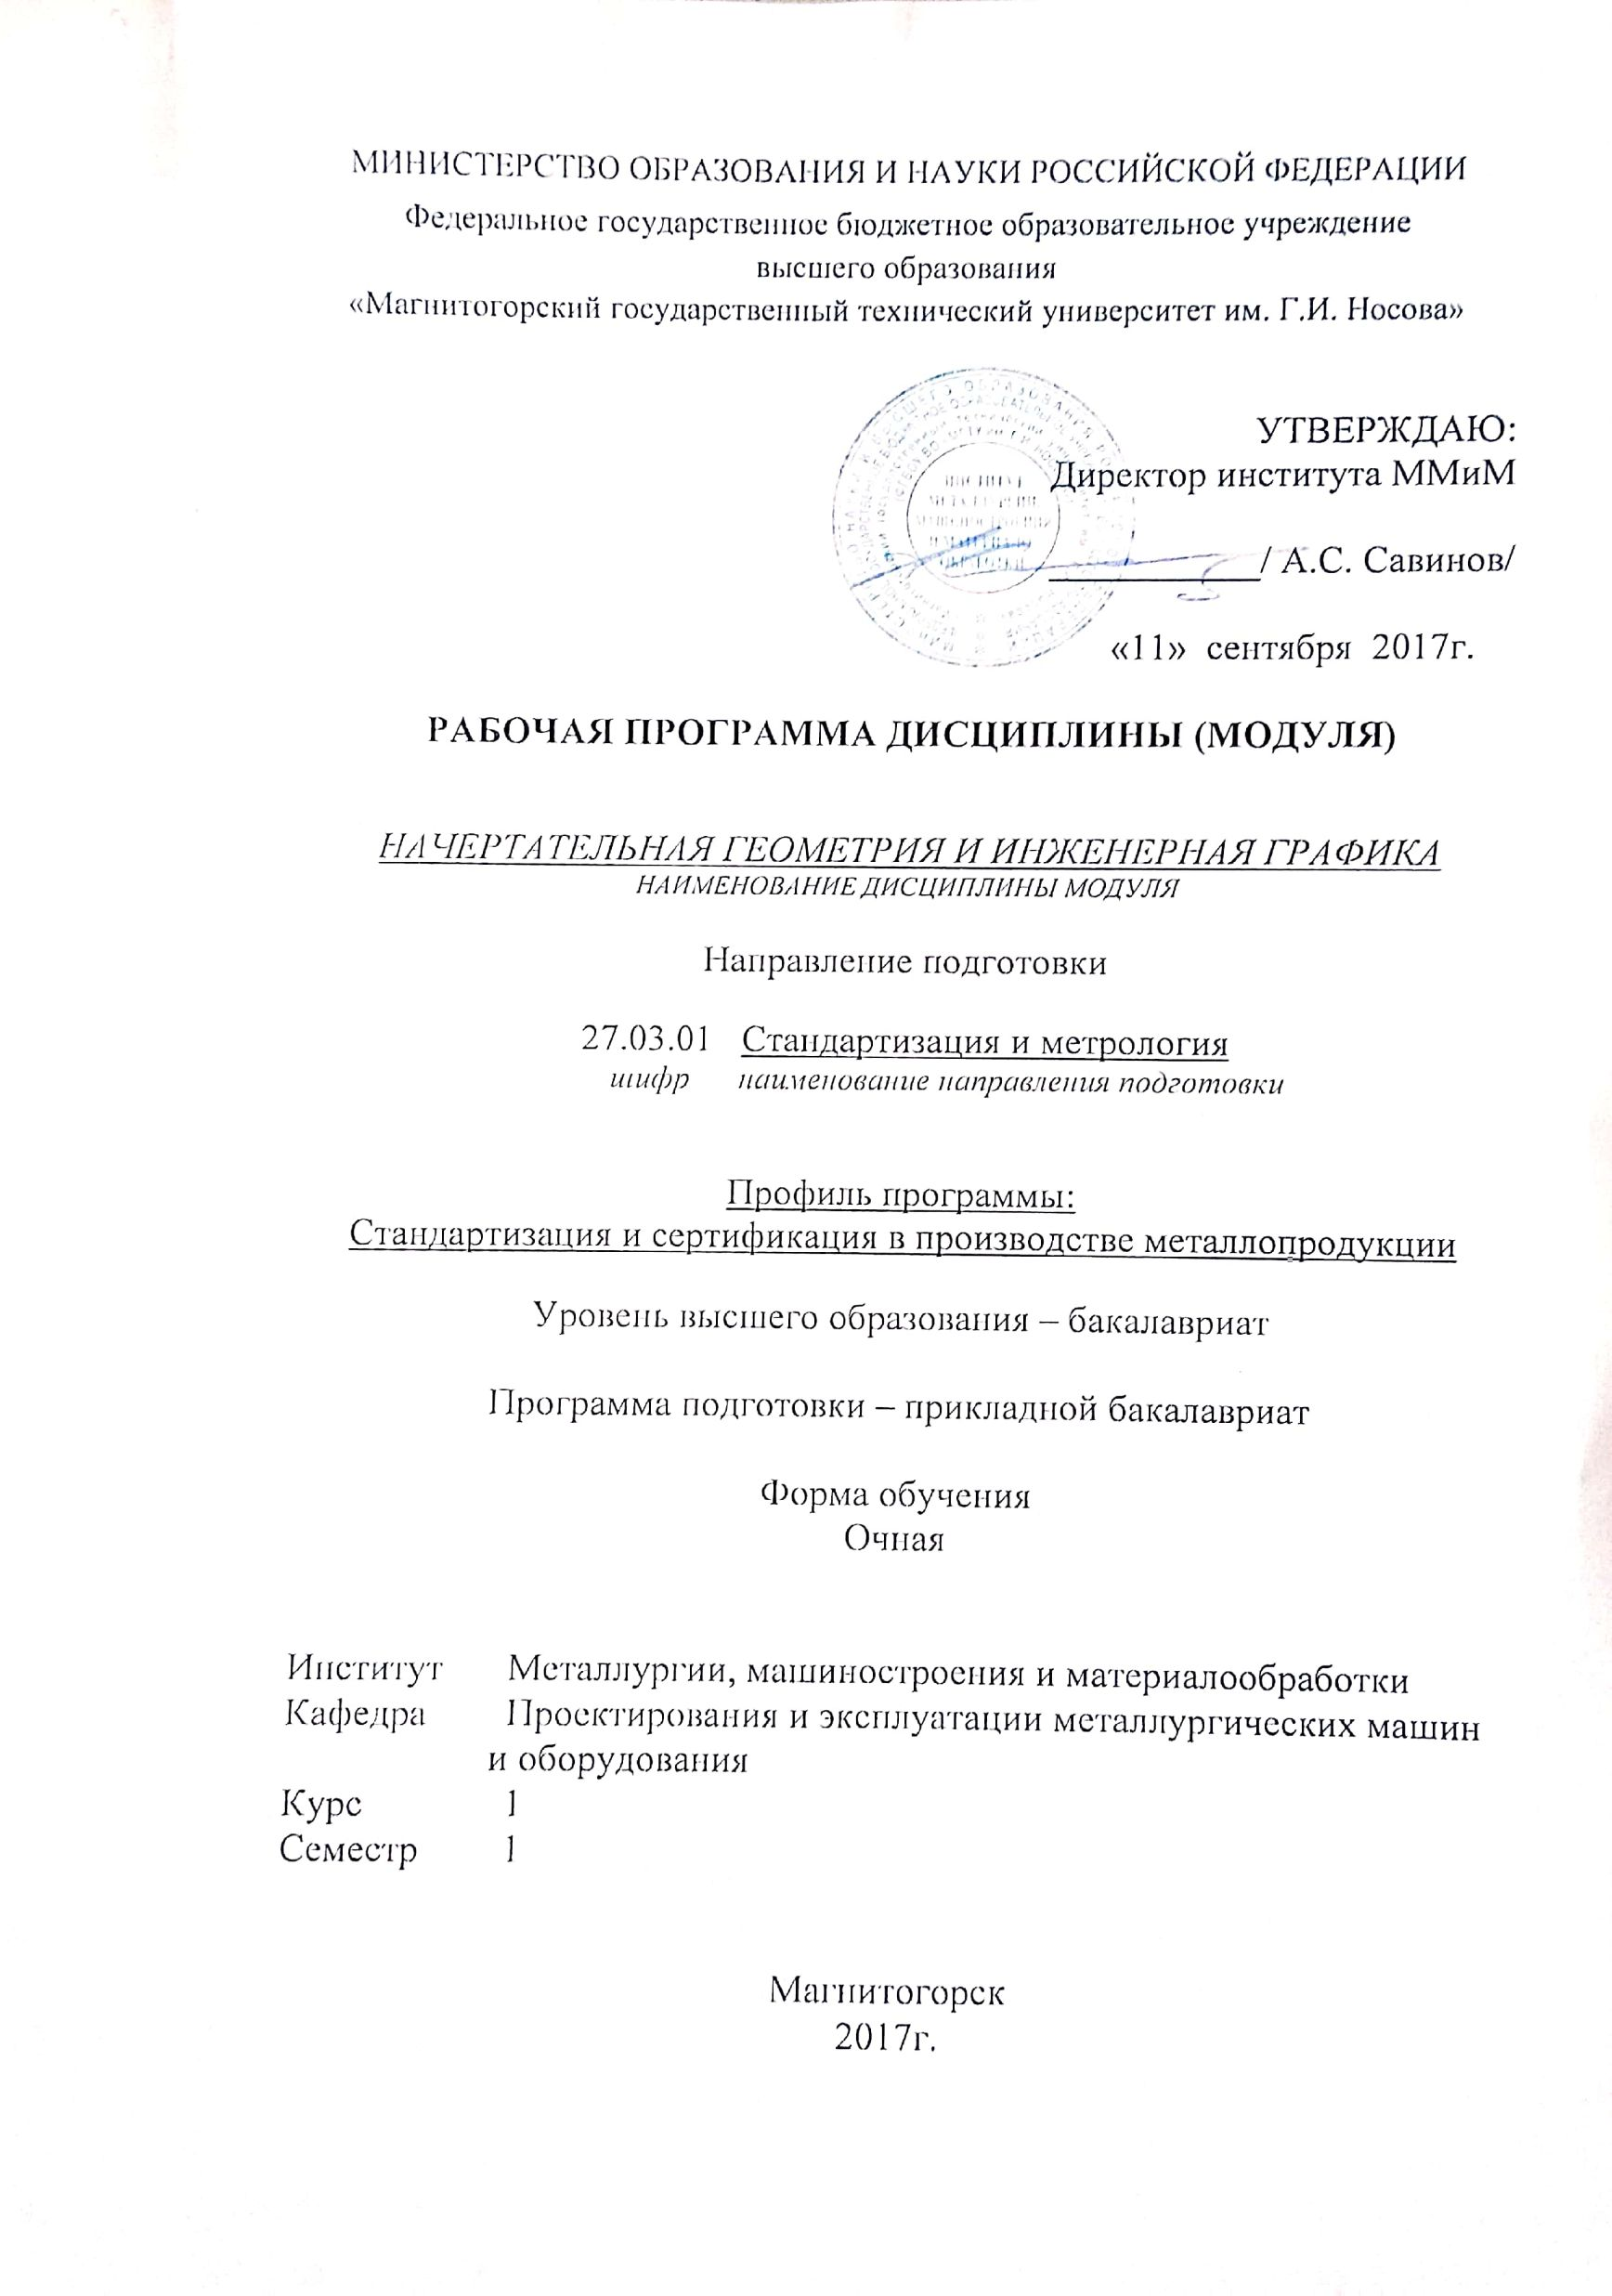 МИНИСТЕРСТВО ОБРАЗОВАНИЯ И НАУКИ РОССИЙСКОЙ ФЕДЕРАЦИИ
Федеральное государственное бюджетное образовательное учреждение
высшего образования
«Магнитогорский государственный технический университет им. Г.И. Носова»
УТВЕРЖДАЮ:
Директор института ММиМ
/ А.С. Савинов/
«11» сентября 2017г.
РАБОЧАЯ ПРОГРАММА ДИСЦИПЛИНЫ (МОДУЛЯ)
НАЧЕРТАТЕЛЬНАЯ ГЕОМЕТРИЯ И ИНЖЕНЕРНАЯ ГРАФИКА
НАИМЕНОВАНИЕ ДИСЦИПЛИНЫ МОДУЛЯ
Направление подготовки
27.03.01 Стандартизация и метрология
шифр наименование направления подготовки
Профиль программы:
Стандартизация и сертификация в производстве металлопродукции
Уровень высшего образования – бакалавриат
Программа подготовки – прикладной бакалавриат
Форма обучения
Очная
Институт Металлургии, машиностроения и материалообработки
Кафедра Проектирования и эксплуатации металлургических машин
и оборудования
Курс 1
Семестр 1
Магнитогорск
2017г.